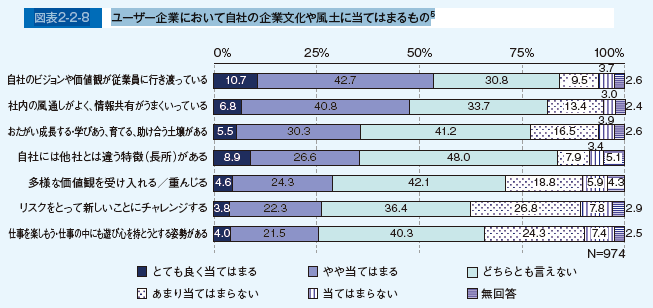 図表2-2-8 ユーザー企業において自社の企業文化や風土に当てはまるもの6
0% 25% 50% 75% 100%
自社のビジョンや価値観が従業員に行き渡っている 10.7 42.7 30.8 9.5 3.7 2.6
社内の風通しがよく、情報共有がうまくいっている 6.8 40.8 33.7 13.4 3.0 2.4
おたがい成長する・学びあう、育てる、助け合う土壌がある 5.5 30.3 41.2 16.5 3.9 2.6
自社には他社とは違う特徴（長所）がある 8.9 26.6 48.0 7.9 3.4 5.1
多様な価値観を受け入れる／重んじる 4.6 24.3 42.1 18.8 5.9 4.3
リスクをとって新しいことにチャレンジする 3.8 22.3 36.4 26.8 7.8 2.9
仕事を楽しもう・仕事の中にも遊び心を持とうとする姿勢がある 4.0 21.5 40.3 24.3 7.4 2.5
N=974
とても良く当てはまる やや当てはまる どちらとも言えない
あまり当てはまらない 当てはまらない 無回答